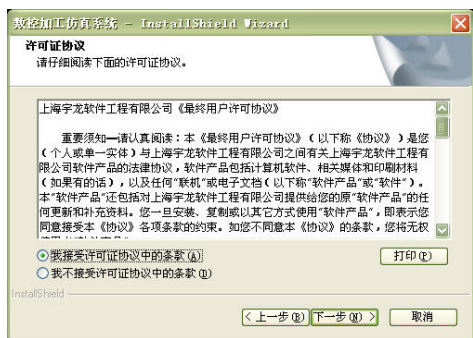 数控加工仿真系统 - InstallShield Wizard
许可证协议
请仔细阅读下面的许可证协议。
上海宇龙软件工程有限公司《最终用户许可协议》
重要须知—请认真阅读：本《最终用户许可协议》（以下称《协议》）是您
（个人或单一实体）与上海宇龙软件工程有限公司之间有关上海宇龙软件工程有
限公司软件产品的法律协议，软件产品包括计算机软件、相关媒体和印刷材料
（如果有的话），以及任何“联机”或电子文档（以下称“软件产品”或“软件”）。
本“软件产品”还包括对上海宇龙软件工程有限公司提供给您的原“软件产品”的任
何更新和补充资料。您一旦安装、复制或以其它方式使用“软件产品”，即表示您
同意接受本《协议》各项条款的约束。如您不同意本《协议》的条款，您将无权
我接受许可证协议中的条款(A)
打印(P)
我不接受许可证协议中的条款(D)
InstallShield
< 上一步(B) 下一步(N) > 取消